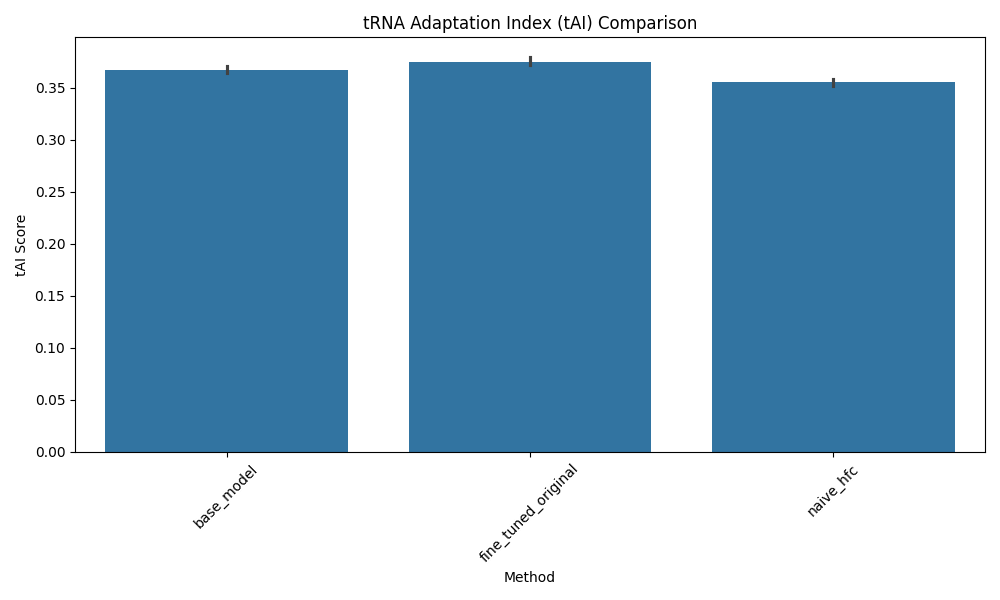 tRNA Adaptation Index (tAI) Comparison
tAI Score
0.35
0.30
0.25
0.20
0.15
0.10
0.05
0.00
base_model
fine_tuned_original
naive_hfc
Method